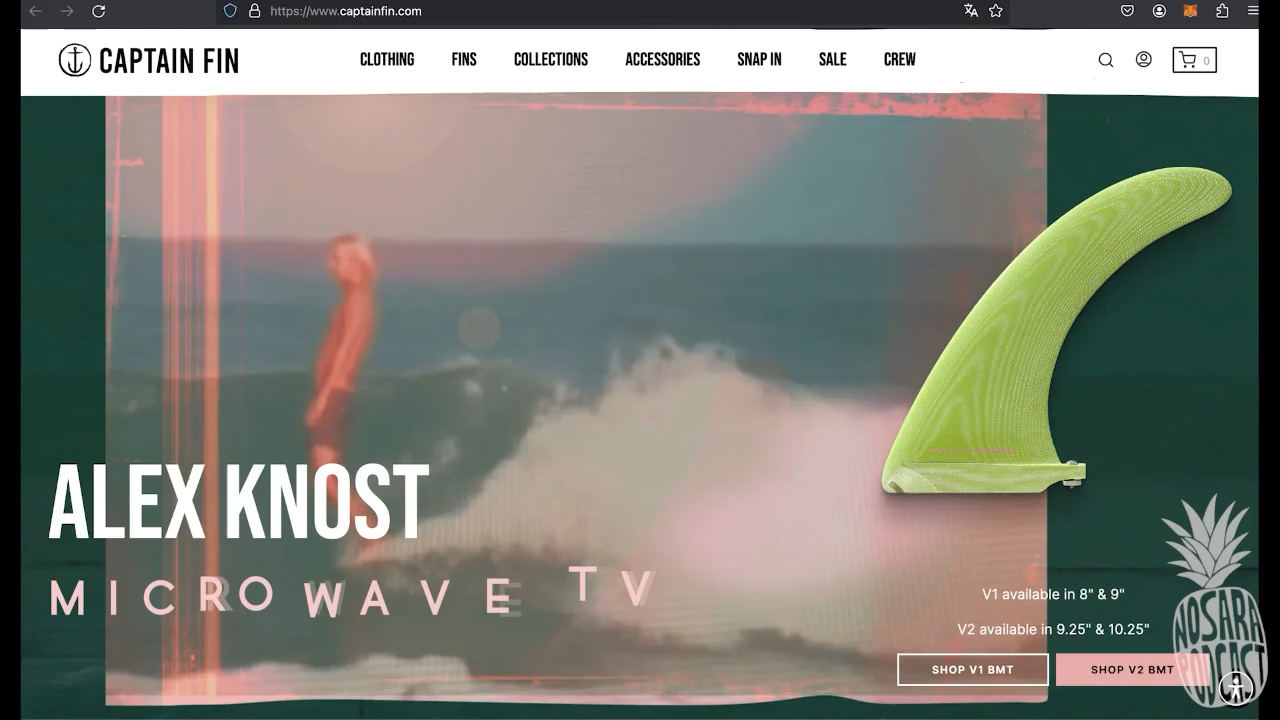 https://www.captainfin.com
CAPTAIN FIN
CLOTHING
FINS
COLLECTIONS
ACCESSORIES
SNAP IN
SALE
CREW
0
ALEX KNOST
MICROWAVE TV
V1 available in 8" & 9"
V2 available in 9.25" & 10.25"
SHOP V1 BMT
SHOP V2 BMT
NOSARA
PODCAST